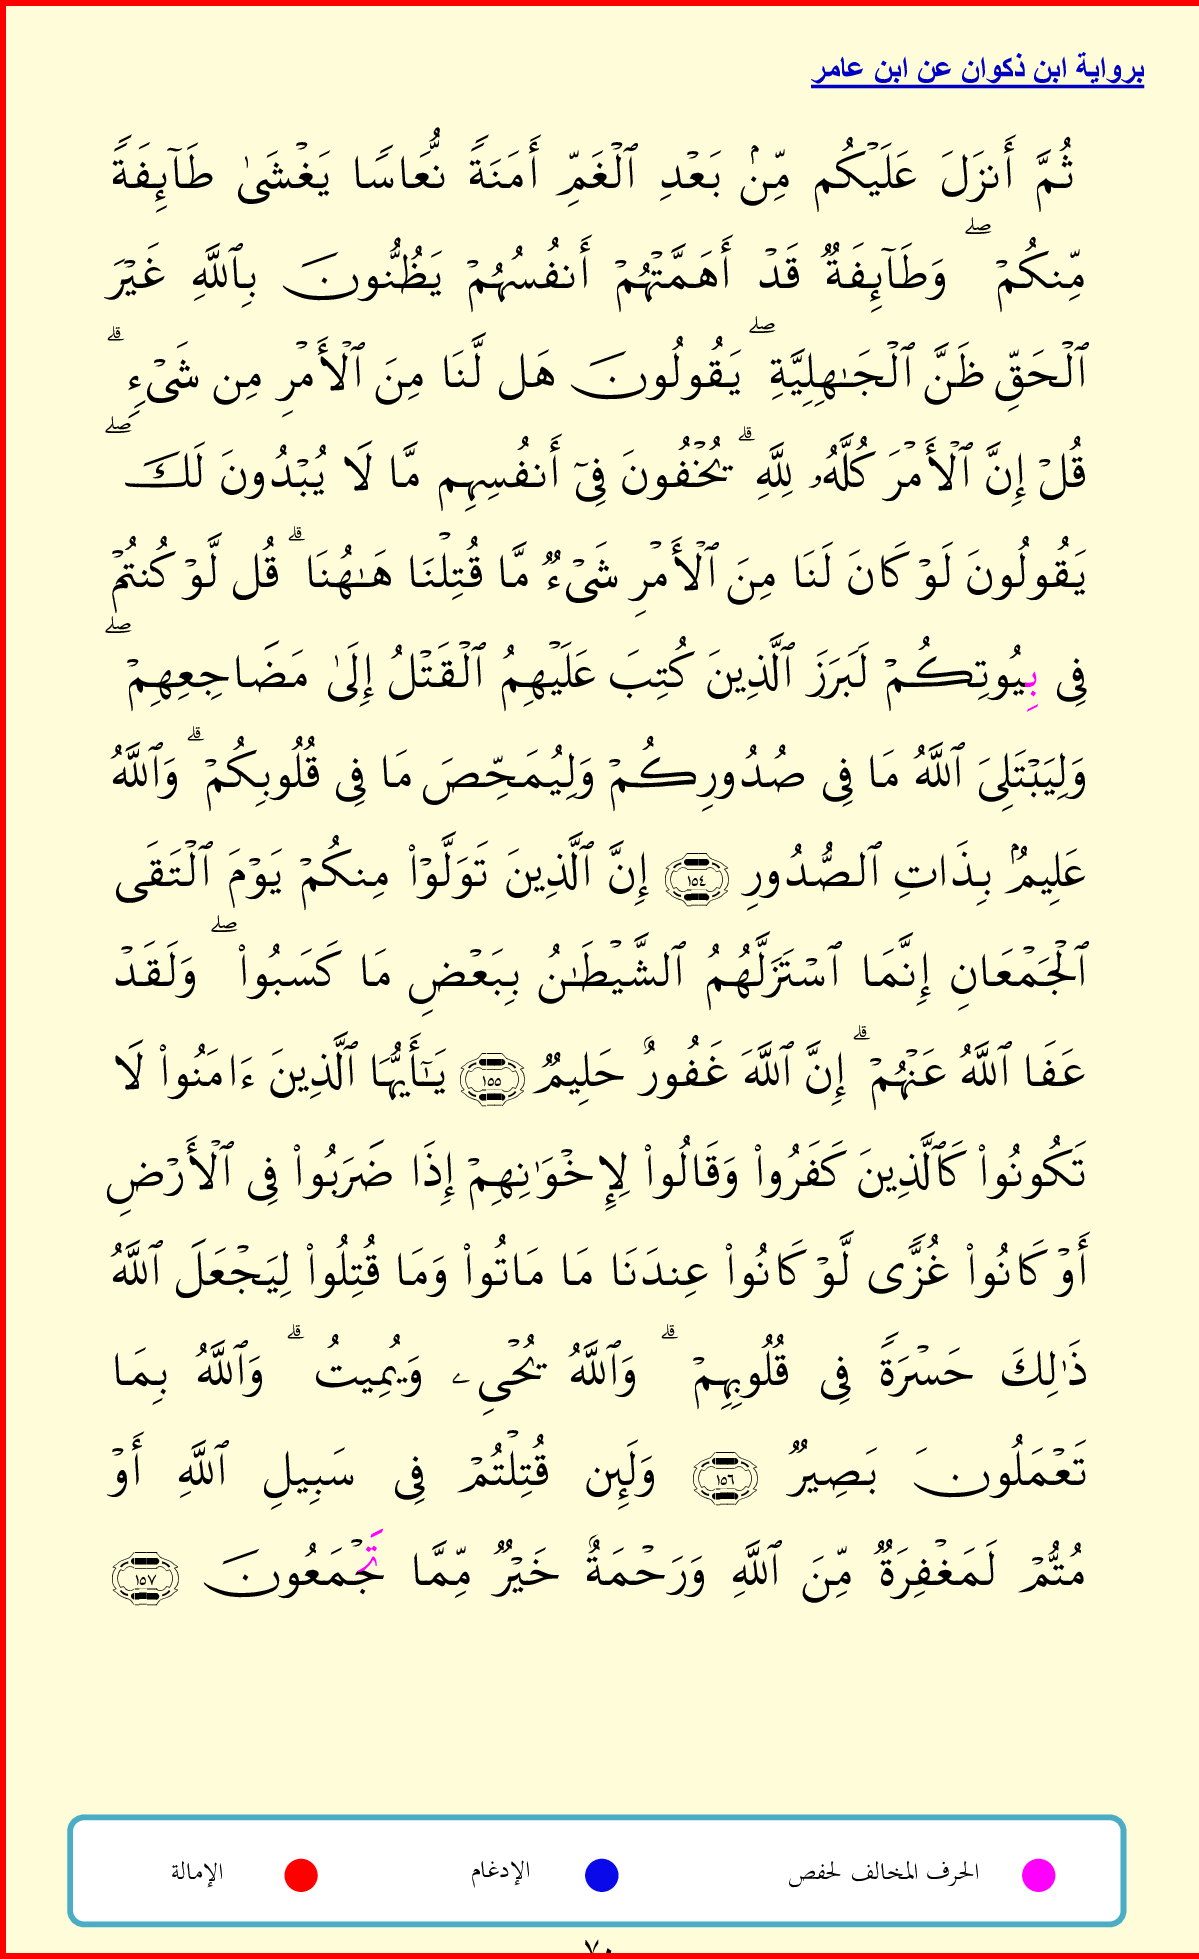 برواية ابن ذكوان عن ابن عامر
ثُمَّ أَنزَلَ عَلَيۡكُم مِّنۢ بَعۡدِ ٱلۡغَمِّ أَمَنَةٗ نُّعَاسٗا يَغۡشَىٰ طَآئِفَةٗ
مِّنكُمۡۖ وَطَآئِفَةٞ قَدۡ أَهَمَّتۡهُمۡ أَنفُسُهُمۡ يَظُنُّونَ بِٱللَّهِ غَيۡرَ
ٱلۡحَقِّ ظَنَّ ٱلۡجَٰهِلِيَّةِۖ يَقُولُونَ هَل لَّنَا مِنَ ٱلۡأَمۡرِ مِن شَيۡءٖۗ
قُلۡ إِنَّ ٱلۡأَمۡرَ كُلَّهُۥ لِلَّهِۗ يُخۡفُونَ فِيٓ أَنفُسِهِم مَّا لَا يُبۡدُونَ لَكَۖ
يَقُولُونَ لَوۡ كَانَ لَنَا مِنَ ٱلۡأَمۡرِ شَيۡءٞ مَّا قُتِلۡنَا هَٰهُنَاۗ قُل لَّوۡ كُنتُمۡ
فِي بِيُوتِكُمۡ لَبَرَزَ ٱلَّذِينَ كُتِبَ عَلَيۡهِمُ ٱلۡقَتۡلُ إِلَىٰ مَضَاجِعِهِمۡۖ
وَلِيَبۡتَلِيَ ٱللَّهُ مَا فِي صُدُورِكُمۡ وَلِيُمَحِّصَ مَا فِي قُلُوبِكُمۡۗ وَٱللَّهُ
عَلِيمُۢ بِذَاتِ ٱلصُّدُورِ ١٥٤ إِنَّ ٱلَّذِينَ تَوَلَّوۡاْ مِنكُمۡ يَوۡمَ ٱلۡتَقَى
ٱلۡجَمۡعَانِ إِنَّمَا ٱسۡتَزَلَّهُمُ ٱلشَّيۡطَٰنُ بِبَعۡضِ مَا كَسَبُواْۖ وَلَقَدۡ
عَفَا ٱللَّهُ عَنۡهُمۡۗ إِنَّ ٱللَّهَ غَفُورٌ حَلِيمٞ ١٥٥ يَٰٓأَيُّهَا ٱلَّذِينَ ءَامَنُواْ لَا
تَكُونُواْ كَٱلَّذِينَ كَفَرُواْ وَقَالُواْ لِإِخۡوَٰنِهِمۡ إِذَا ضَرَبُواْ فِي ٱلۡأَرۡضِ
أَوۡ كَانُواْ غُزّٗى لَّوۡ كَانُواْ عِندَنَا مَا مَاتُواْ وَمَا قُتِلُواْ لِيَجۡعَلَ ٱللَّهُ
ذَٰلِكَ حَسۡرَةٗ فِي قُلُوبِهِمۡۗ وَٱللَّهُ يُحۡيِۦ وَيُمِيتُۗ وَٱللَّهُ بِمَا
تَعۡمَلُونَ بَصِيرٞ ١٥٦ وَلَئِن قُتِلۡتُمۡ فِي سَبِيلِ ٱللَّهِ أَوۡ
مُتُّمۡ لَمَغۡفِرَةٞ مِّنَ ٱللَّهِ وَرَحۡمَةٌ خَيۡرٞ مِّمَّا تَجۡمَعُونَ ١٥٧
الحرف المخالف لحفص الإدغام الإمالة
٧٠